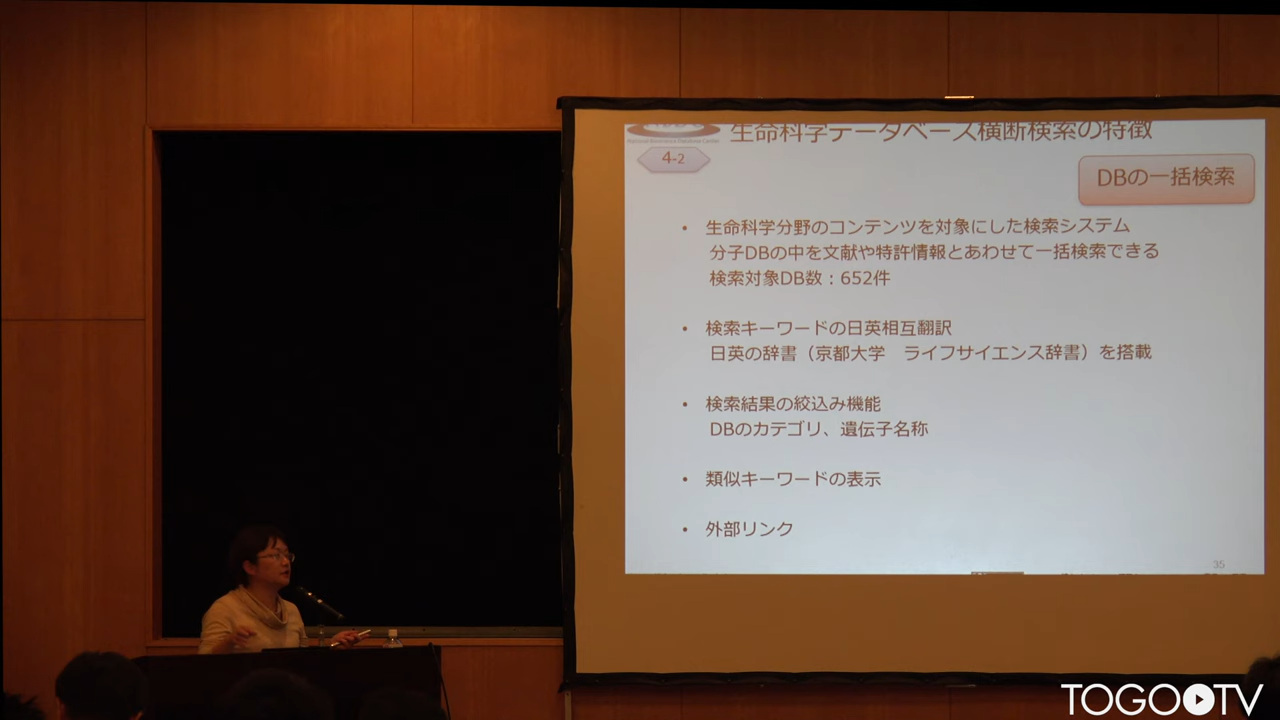 生命科学データベース横断検索の特徴
4-2
DBの一括検索
• 生命科学分野のコンテンツを対象にした検索システム
分子DBの中を文献や特許情報とあわせて一括検索できる
検索対象DB数：652件
• 検索キーワードの日英相互翻訳
日英の辞書（京都大学　ライフサイエンス辞書）を搭載
• 検索結果の絞込み機能
DBのカテゴリ、遺伝子名称
• 類似キーワードの表示
• 外部リンク
35
TOGOTV